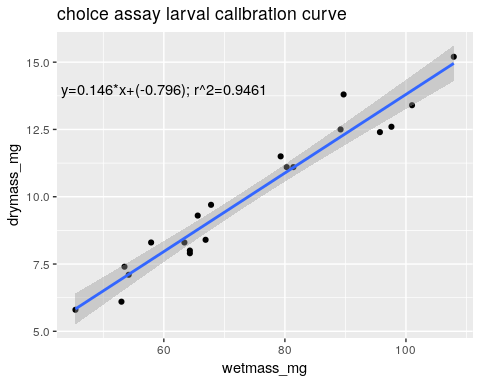 choice assay larval calibration curve
y=0.146*x+(-0.796); r^2=0.9461
drymass_mg
15.0
12.5
10.0
7.5
5.0
60 80 100
wetmass_mg